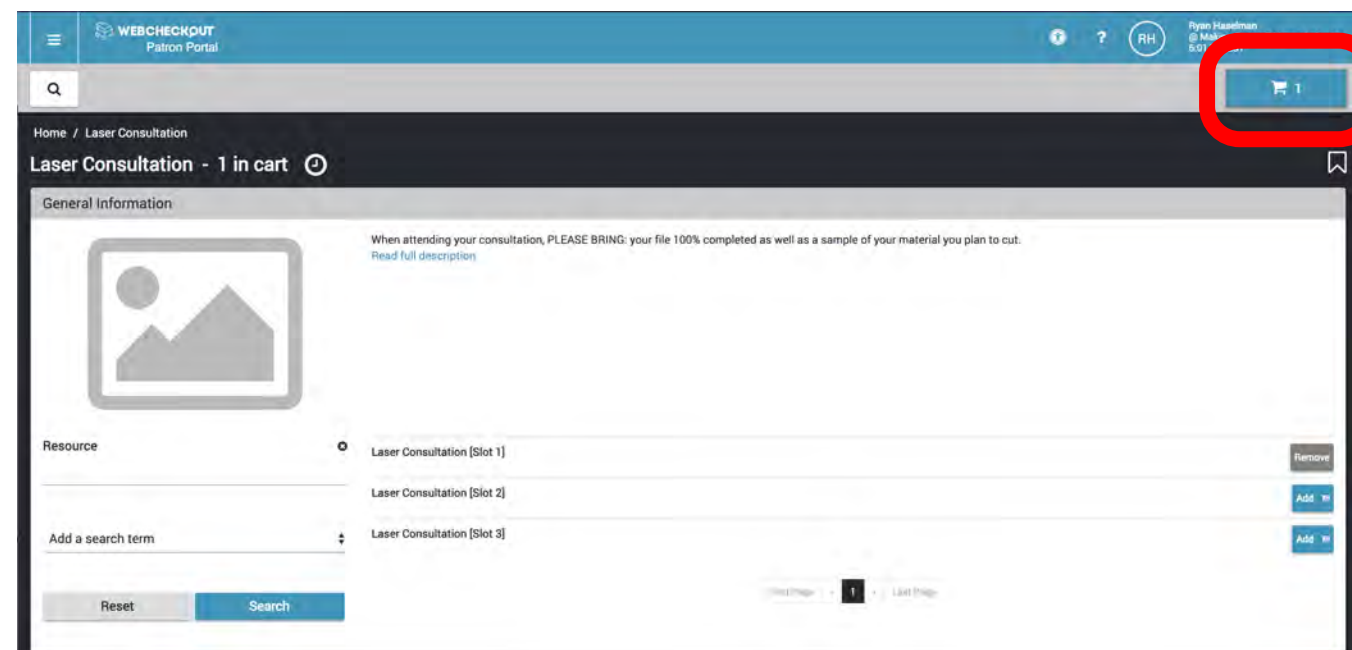 WEBCHECKOUT
Patron Portal
?
RH
Ryan Haselman
1
Home / Laser Consultation
Laser Consultation - 1 in cart
General Information
When attending your consultation, PLEASE BRING: your file 100% completed as well as a sample of your material you plan to cut.
Read full description
Resource
Laser Consultation [Slot 1]
Remove
Laser Consultation [Slot 2]
Add
Add a search term
Laser Consultation [Slot 3]
Add
1
Last Page
Reset
Search